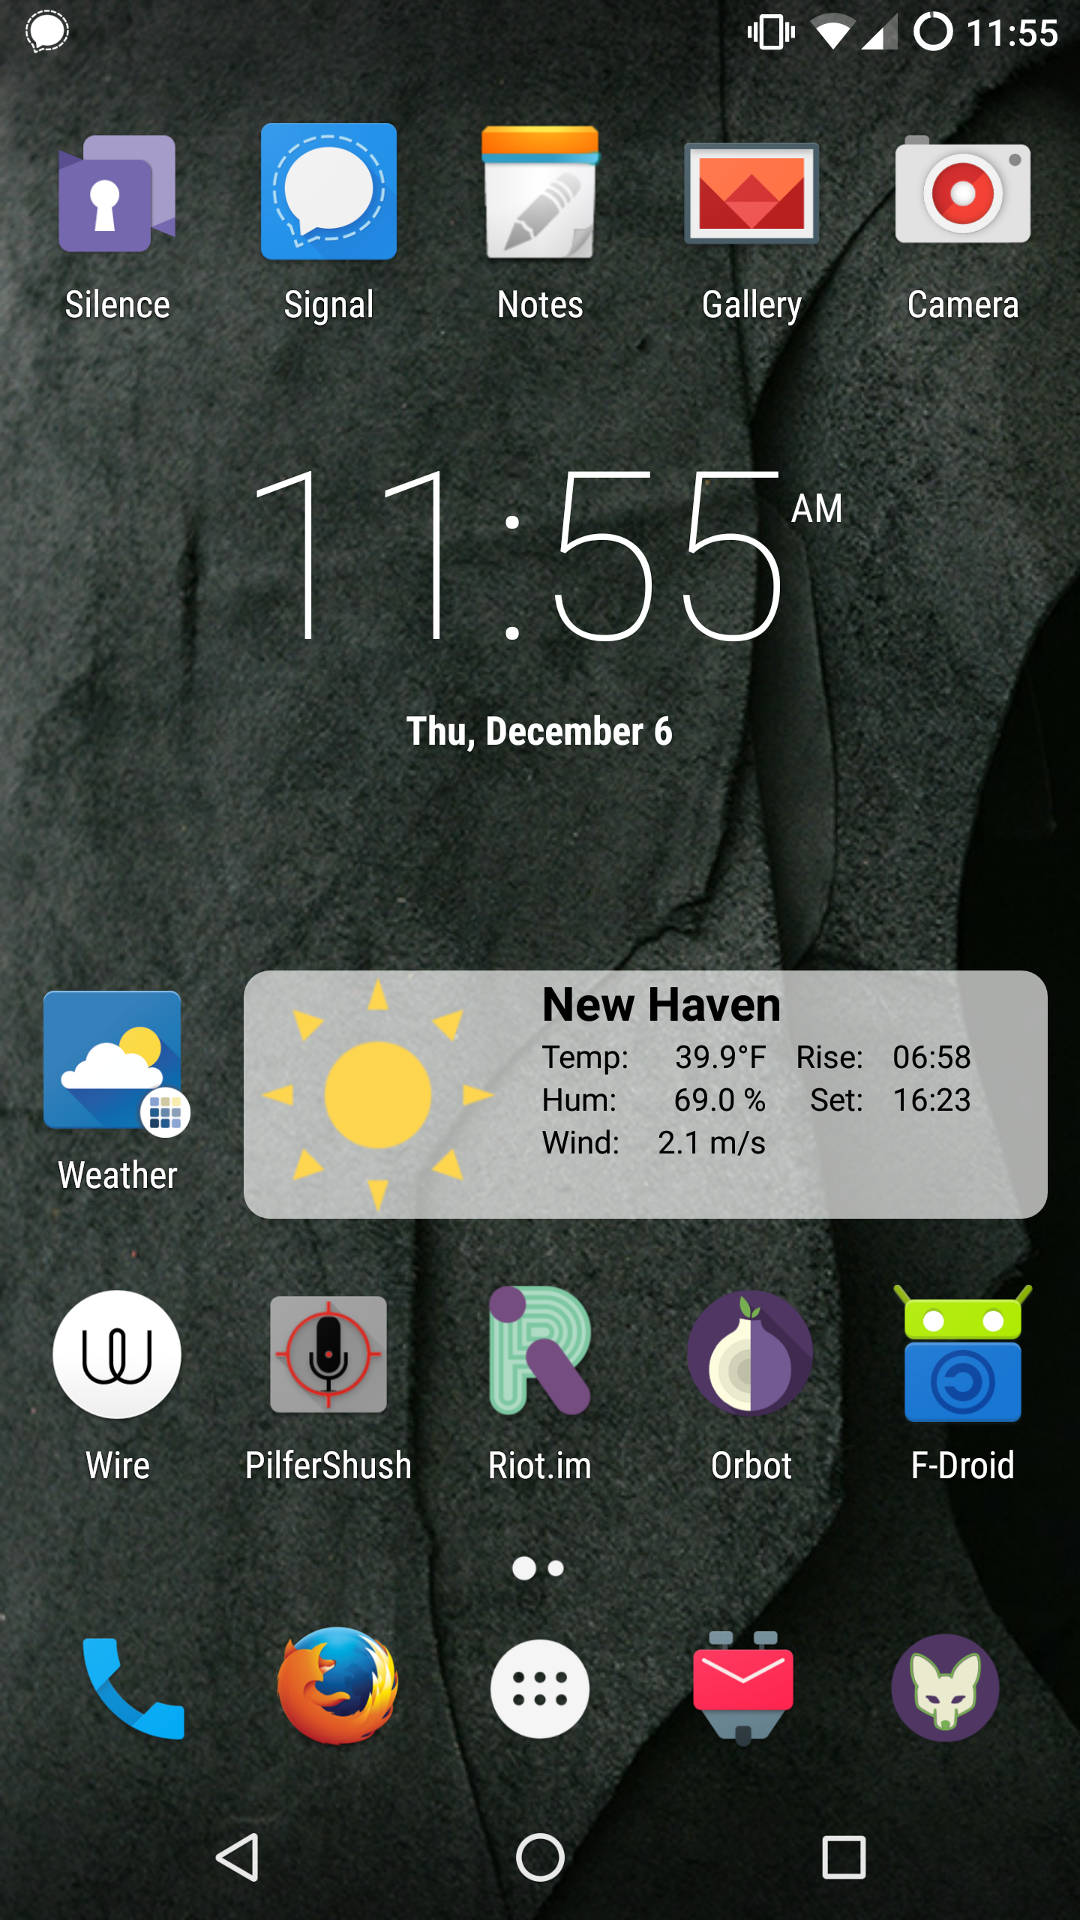 11:55
Silence
Signal
Notes
Gallery
Camera
11:55 AM
Thu, December 6
New Haven
Temp: 39.9°F Rise: 06:58
Hum: 69.0 % Set: 16:23
Wind: 2.1 m/s
Weather
Wire
PilferShush
Riot.im
Orbot
F-Droid